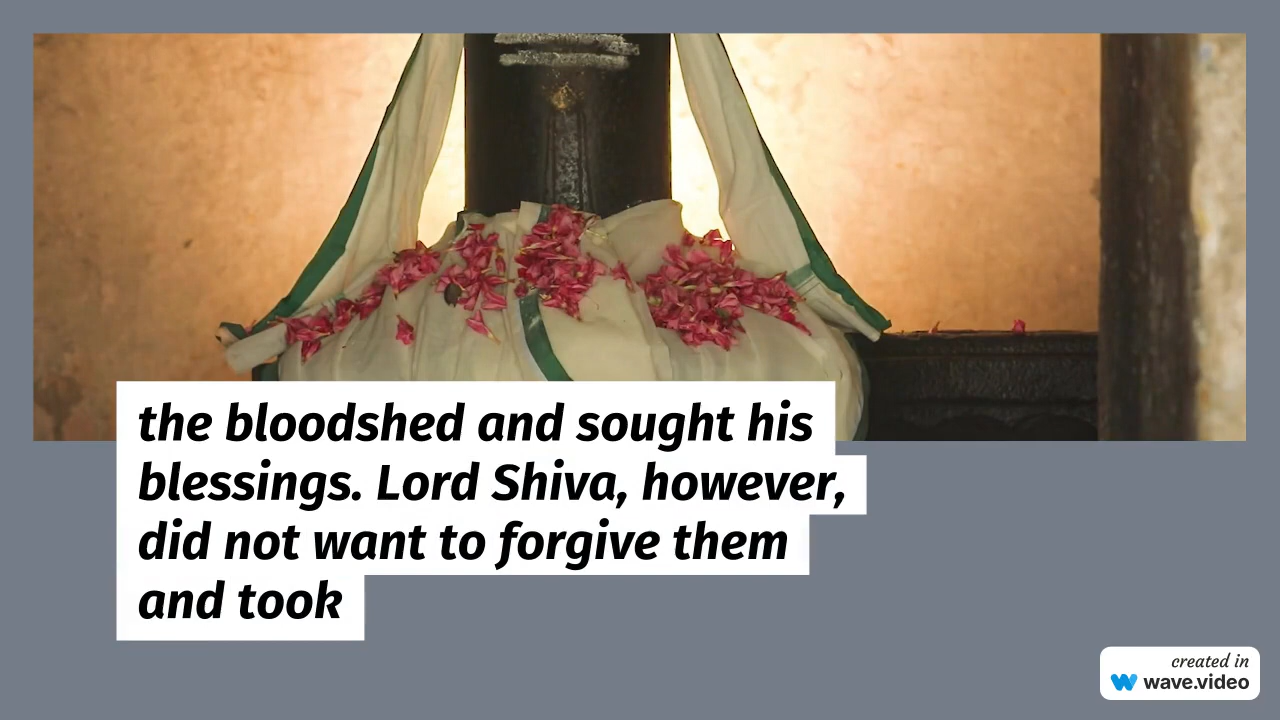 the bloodshed and sought his
blessings. Lord Shiva, however,
did not want to forgive them
and took
created in
wave.video